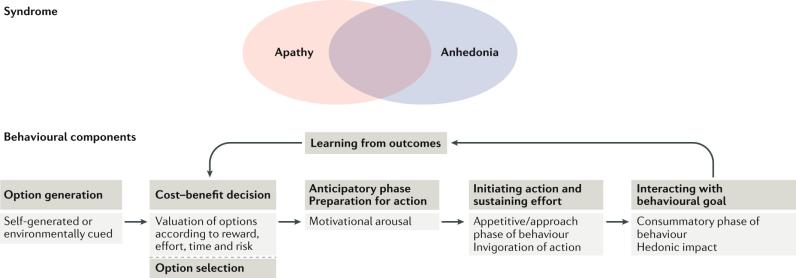 Syndrome
Apathy
Anhedonia
Behavioural components
Learning from outcomes
Option generation
Self-generated or
environmentally cued
Cost–benefit decision
Valuation of options
according to reward,
effort, time and risk
Option selection
Anticipatory phase
Preparation for action
Motivational arousal
Initiating action and
sustaining effort
Appetitive/approach
phase of behaviour
Invigoration of action
Interacting with
behavioural goal
Consummatory phase of
behaviour
Hedonic impact